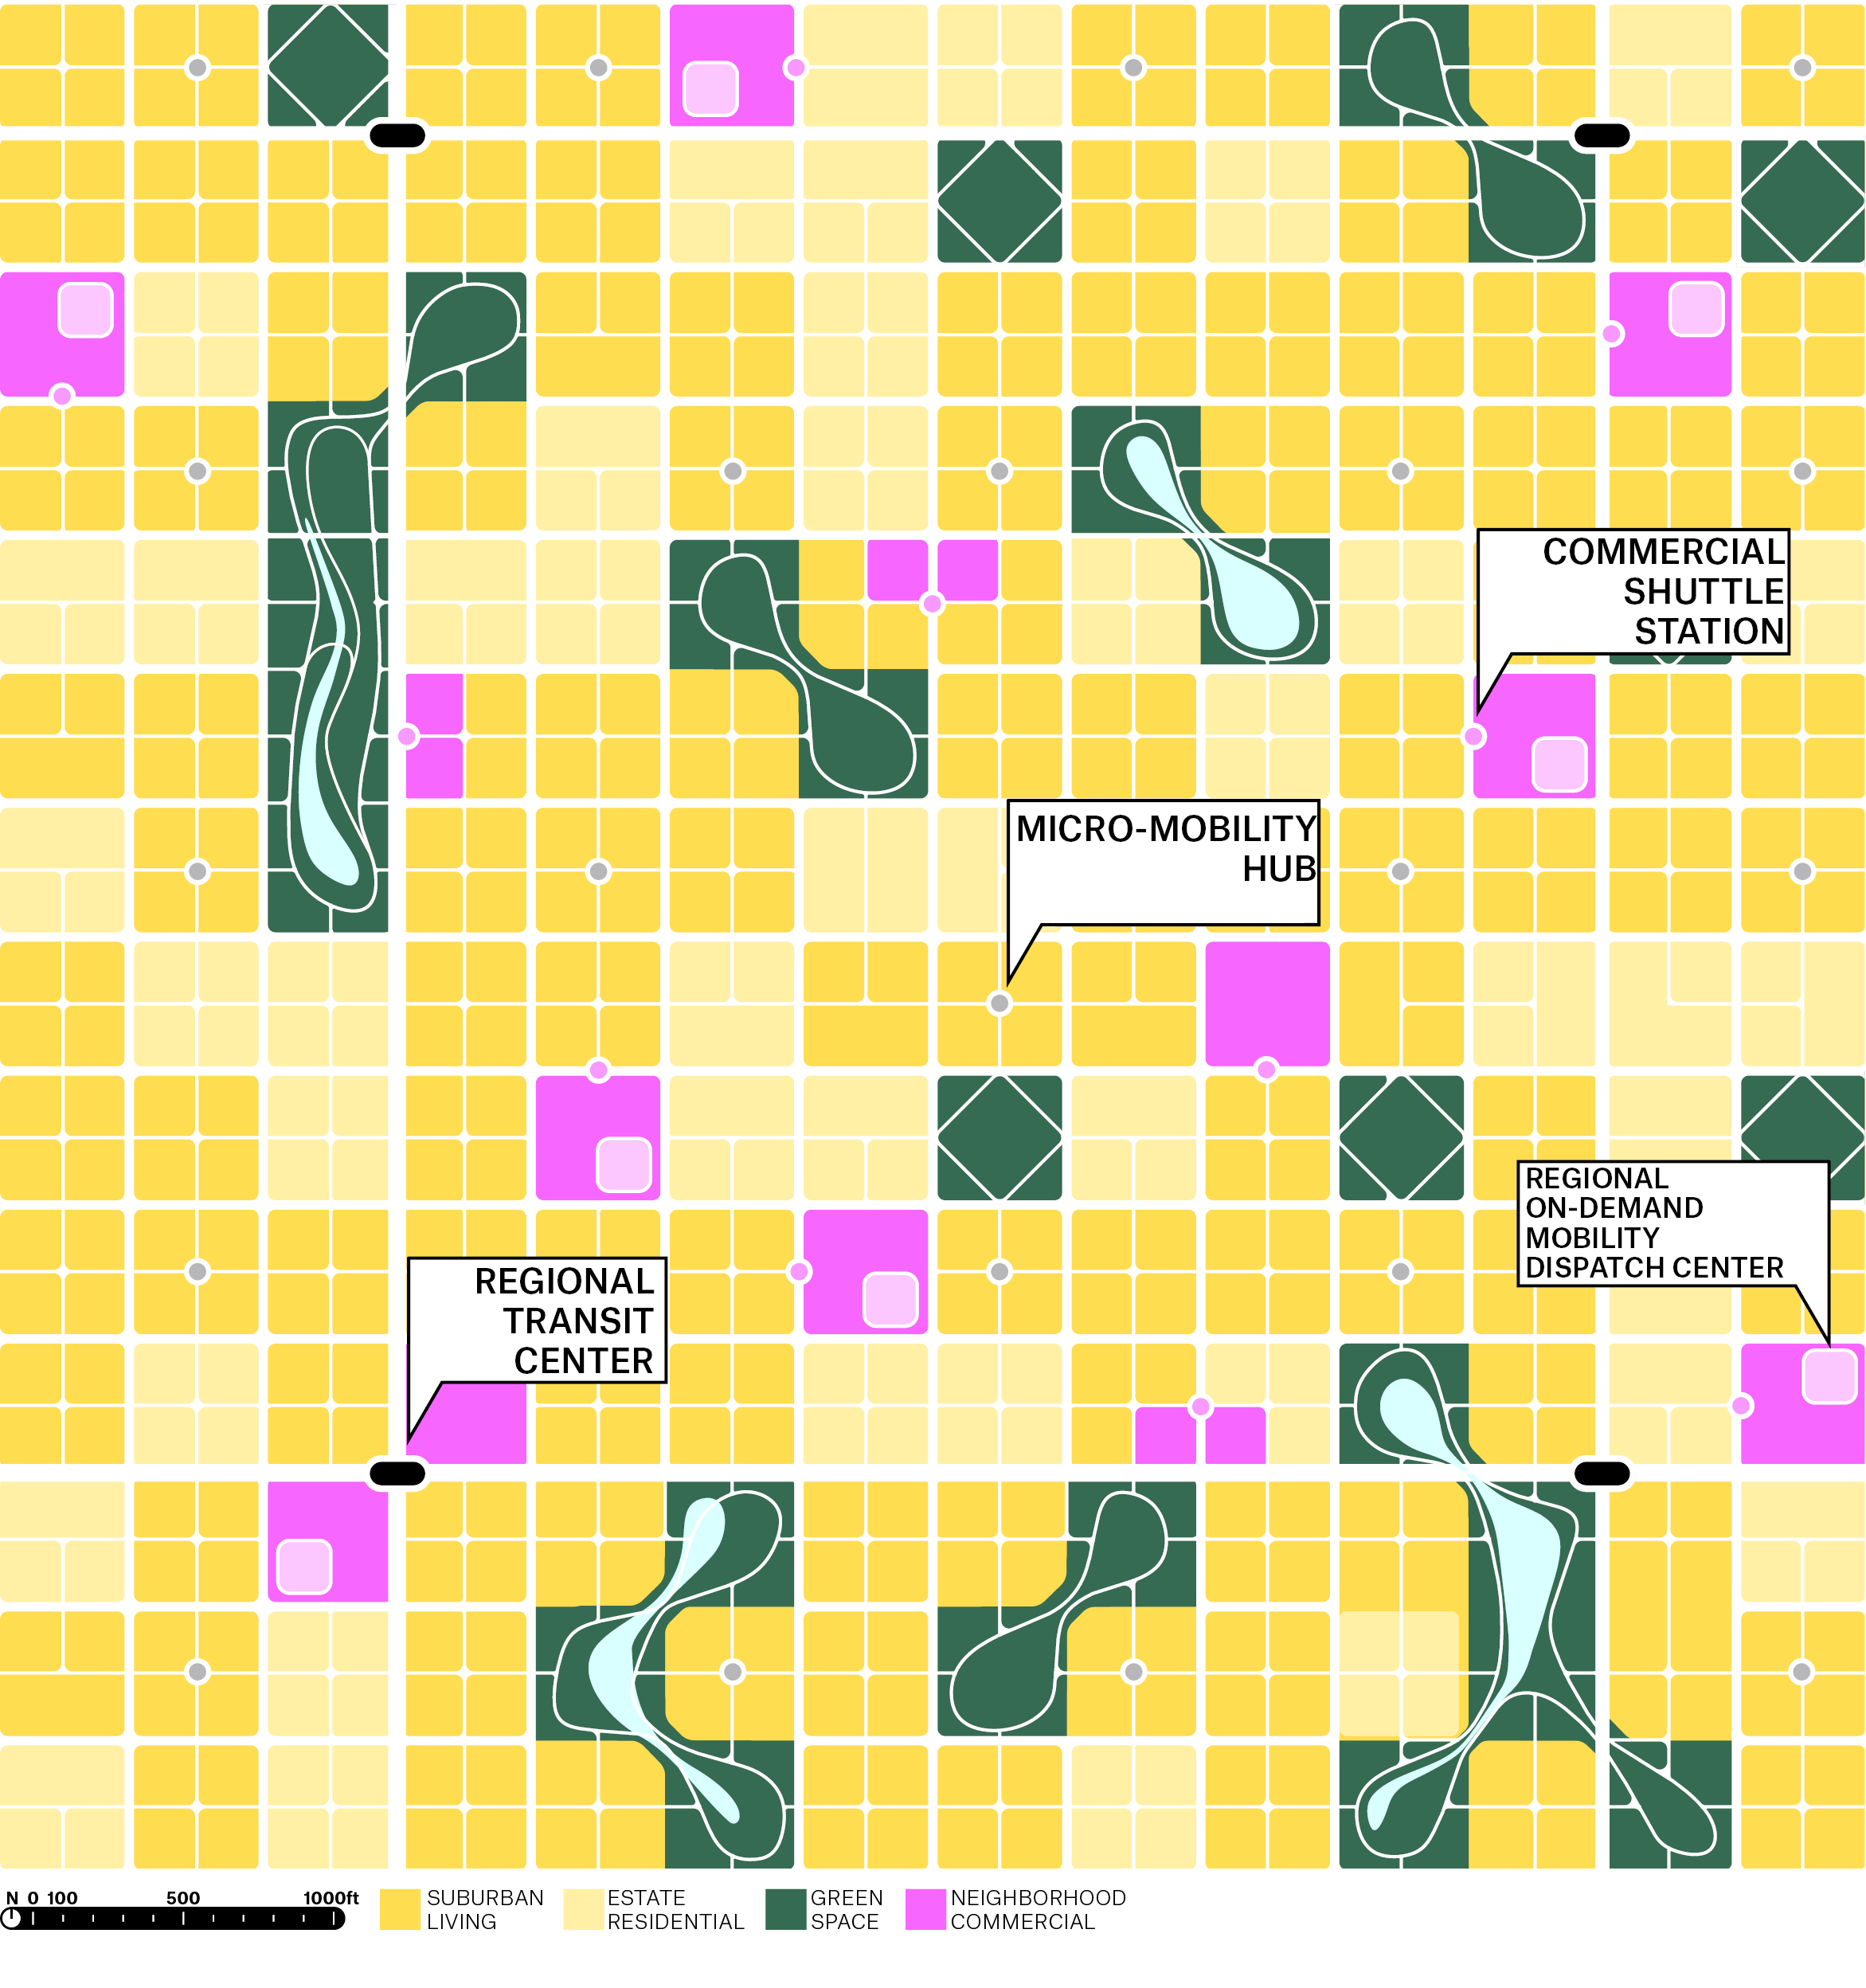 COMMERCIAL
SHUTTLE
STATION
MICRO-MOBILITY
HUB
REGIONAL
ON-DEMAND
MOBILITY
DISPATCH CENTER
REGIONAL
TRANSIT
CENTER
N 0 100 500 1000ft
SUBURBAN
LIVING
ESTATE
RESIDENTIAL
GREEN
SPACE
NEIGHBORHOOD
COMMERCIAL